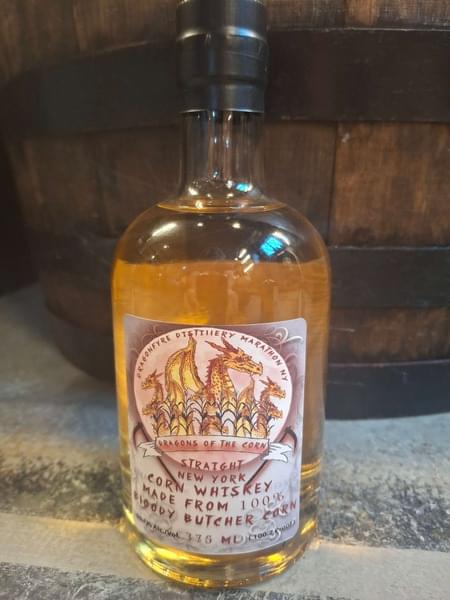 DRAGONFYRE DISTILLERY MARATHON NY
DRAGONS OF THE CORN
STRAIGHT
NEW YORK
CORN WHISKEY
MADE FROM 100%
BLOODY BUTCHER CORN
375 ML